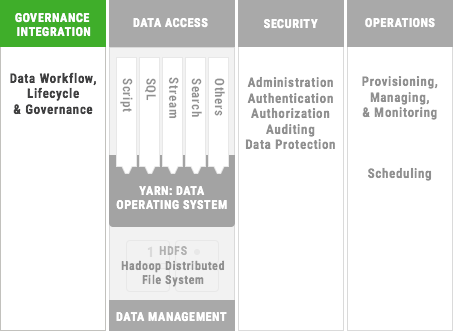 GOVERNANCE
INTEGRATION
Data Workflow,
Lifecycle
& Governance
DATA ACCESS
Script
SQL
Stream
Search
Others
YARN: DATA
OPERATING SYSTEM
1
HDFS
Hadoop Distributed
File System
DATA MANAGEMENT
SECURITY
Administration
Authentication
Authorization
Auditing
Data Protection
OPERATIONS
Provisioning,
Managing,
& Monitoring
Scheduling